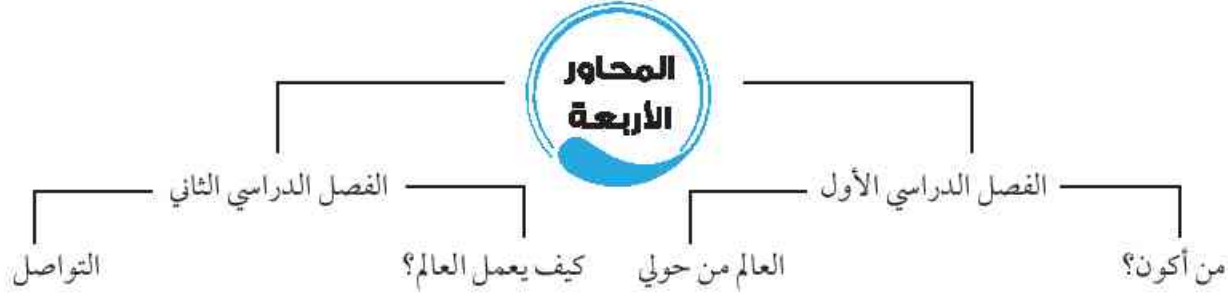 المحاور
الأربعة
الفصل الدراسي الأول
الفصل الدراسي الثاني
من أكون؟
العالم من حولي
كيف يعمل العالم؟
التواصل